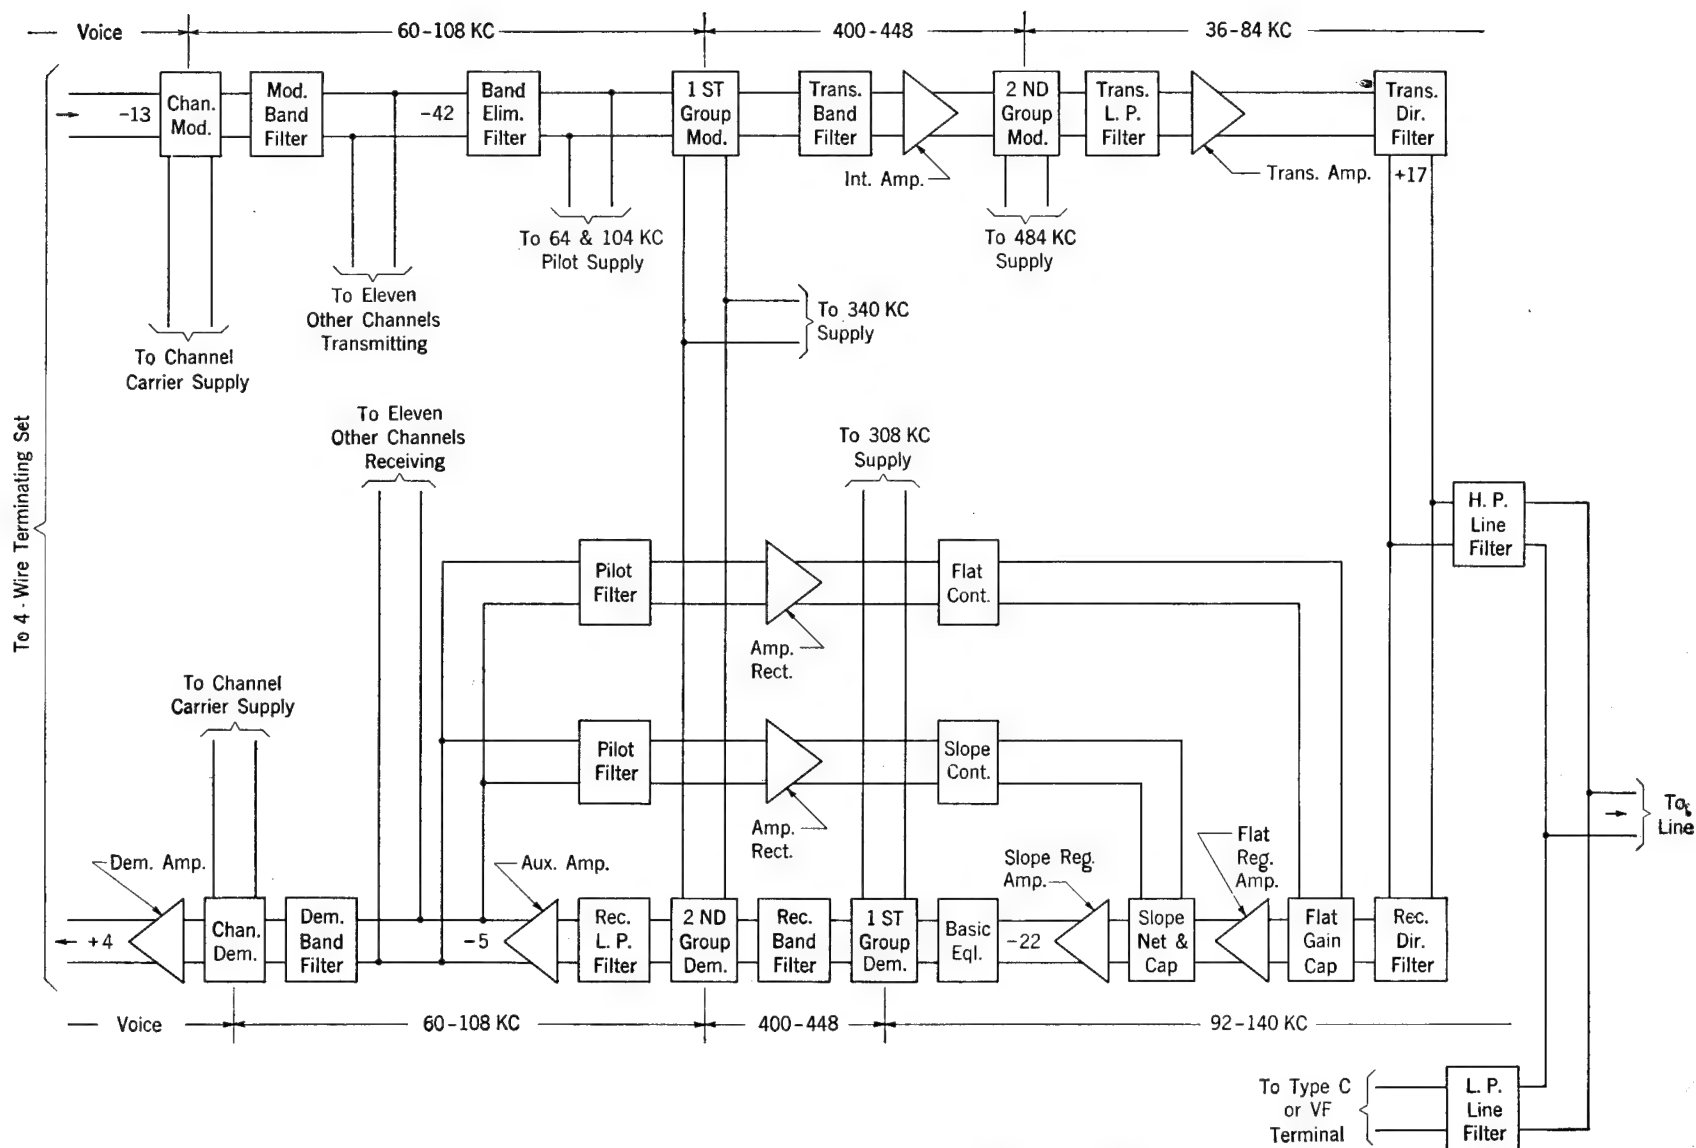 Voice
60-108 KC
400-448
36-84 KC
-13
Chan.
Mod.
Mod.
Band
Filter
-42
Band
Elim.
Filter
1 ST
Group
Mod.
Trans.
Band
Filter
Int. Amp.
2 ND
Group
Mod.
Trans.
L. P.
Filter
Trans. Amp.
Trans.
Dir.
Filter
+17
To 64 & 104 KC
Pilot Supply
To 484 KC
Supply
To Eleven
Other Channels
Transmitting
To 340 KC
Supply
To Channel
Carrier Supply
To 4-Wire Terminating Set
To Eleven
Other Channels
Receiving
To 308 KC
Supply
H. P.
Line
Filter
Pilot
Filter
Amp.
Rect.
Flat
Cont.
To Channel
Carrier Supply
Pilot
Filter
Amp.
Rect.
Slope
Cont.
To
Line
Dem. Amp.
Aux. Amp.
Slope Reg.
Amp.
Flat
Reg.
Amp.
+4
Chan.
Dem.
Dem.
Band
Filter
-5
Rec.
L. P.
Filter
2 ND
Group
Dem.
Rec.
Band
Filter
1 ST
Group
Dem.
Basic
Eql.
-22
Slope
Net &
Cap
Flat
Gain
Cap
Rec.
Dir.
Filter
Voice
60-108 KC
400-448
92-140 KC
To Type C
or VF
Terminal
L. P.
Line
Filter